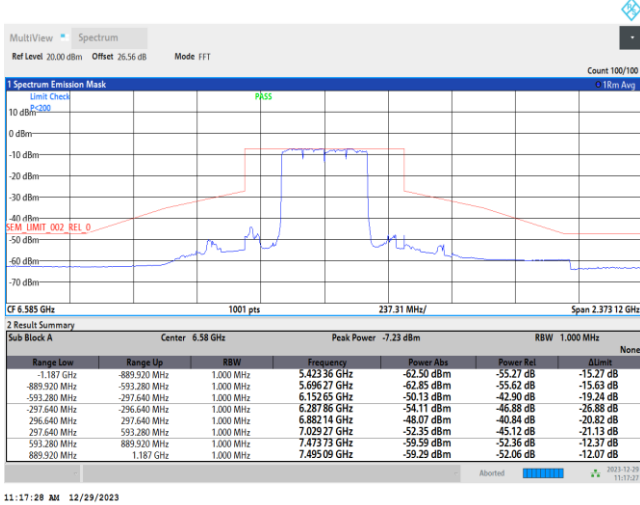 MultiView Spectrum
Ref Level 20.00 dBm Offset 26.56 dB Mode FFT
Count 100/100
1 Spectrum Emission Mask 1Rm Avg
Limit Check PASS
P<200
10 dBm
0 dBm
-10 dBm
-20 dBm
-30 dBm
-40 dBm
SEM_LIMIT_002_REL_0
-50 dBm
-60 dBm
-70 dBm
CF 6.585 GHz 1001 pts 237.31 MHz/ Span 2.373 12 GHz
2 Result Summary
Sub Block A Center 6.58 GHz Peak Power -7.23 dBm RBW 1.000 MHz
None
Range Low Range Up RBW Frequency Power Abs Power Rel ΔLimit
-1.187 GHz -889.920 MHz 1.000 MHz 5.423 36 GHz -62.50 dBm -55.27 dB -15.27 dB
-889.920 MHz -593.280 MHz 1.000 MHz 5.696 27 GHz -62.85 dBm -55.62 dB -15.63 dB
-593.280 MHz -297.640 MHz 1.000 MHz 6.152 65 GHz -50.13 dBm -42.90 dB -19.24 dB
-297.640 MHz -296.640 MHz 1.000 MHz 6.287 86 GHz -54.11 dBm -46.88 dB -26.88 dB
296.640 MHz 297.640 MHz 1.000 MHz 6.882 14 GHz -48.07 dBm -40.84 dB -20.82 dB
297.640 MHz 593.280 MHz 1.000 MHz 7.029 27 GHz -52.35 dBm -45.12 dB -21.13 dB
593.280 MHz 889.920 MHz 1.000 MHz 7.473 73 GHz -59.59 dBm -52.36 dB -12.37 dB
889.920 MHz 1.187 GHz 1.000 MHz 7.495 09 GHz -59.29 dBm -52.06 dB -12.07 dB
Aborted 2023-12-29
11:17:27
11:17:28 AM 12/29/2023